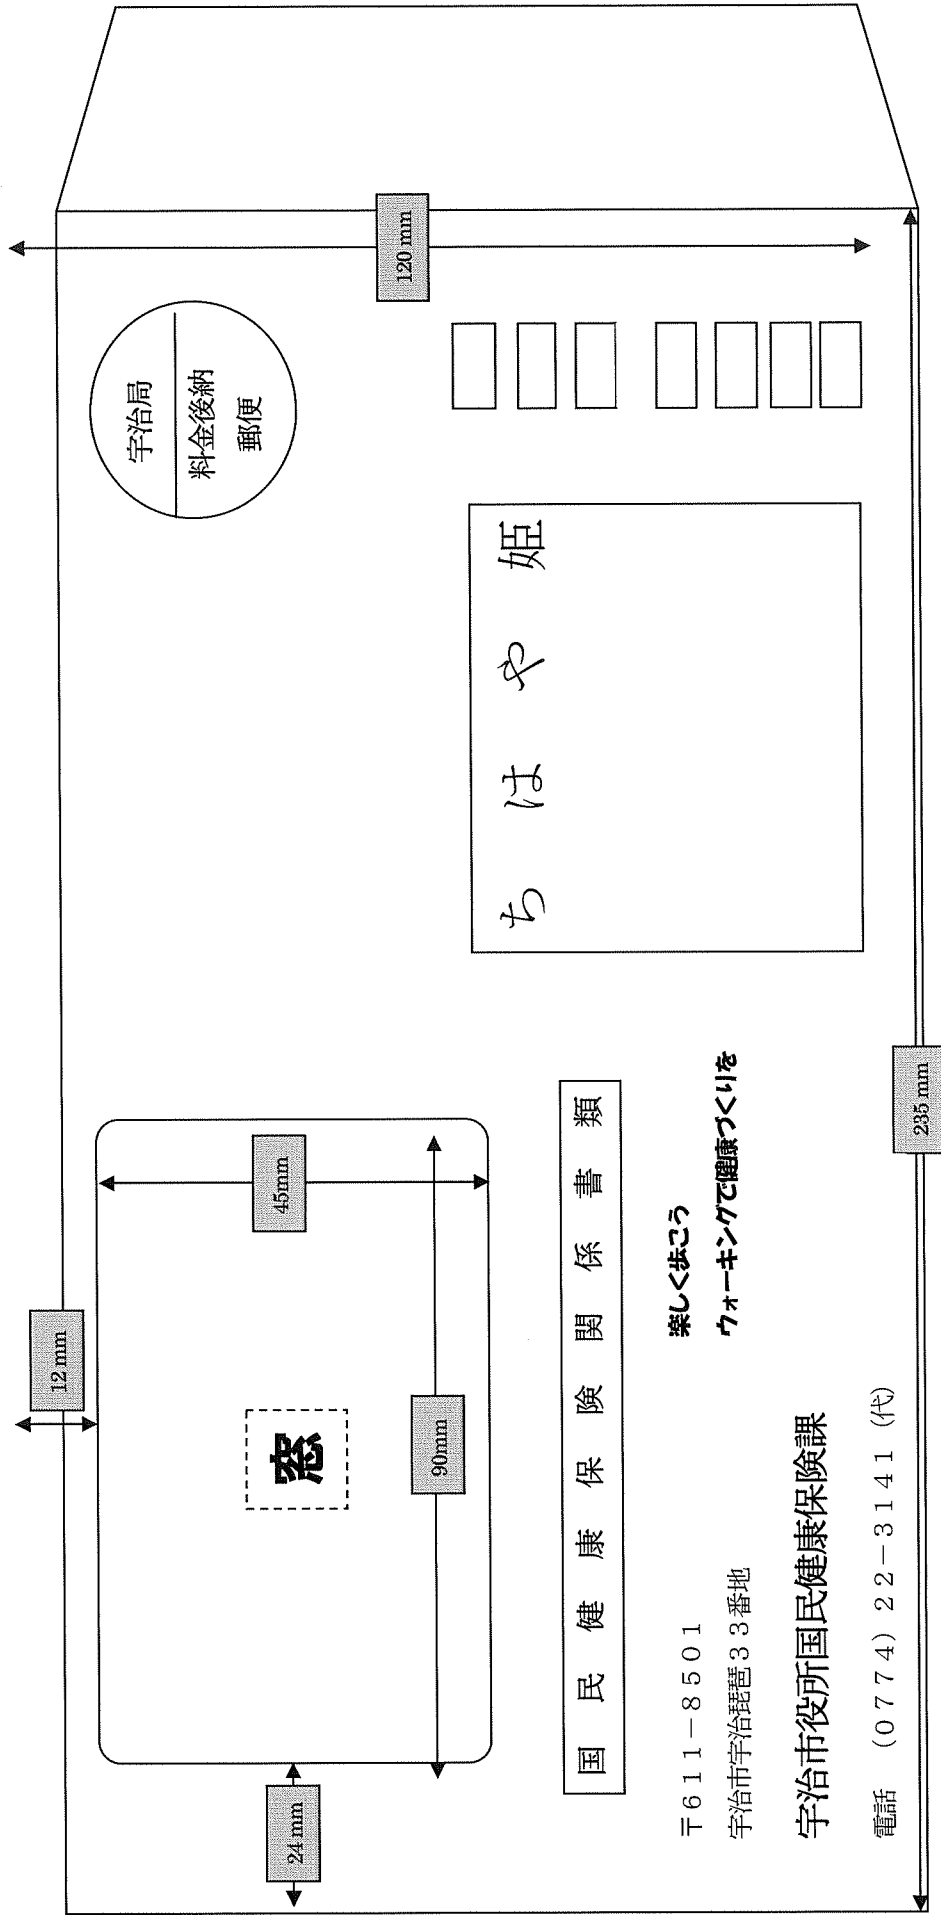 12 mm
24 mm
45mm
窓
90mm
宇治局
料金後納
郵便
120 mm
国民健康保険関係書類
楽しく歩こう
ウォーキングで健康づくりを
ちはや姫
〒611－8501
宇治市宇治琵琶33番地
宇治市役所国民健康保険課
電話 (0774) 22－3141 (代)
235 mm